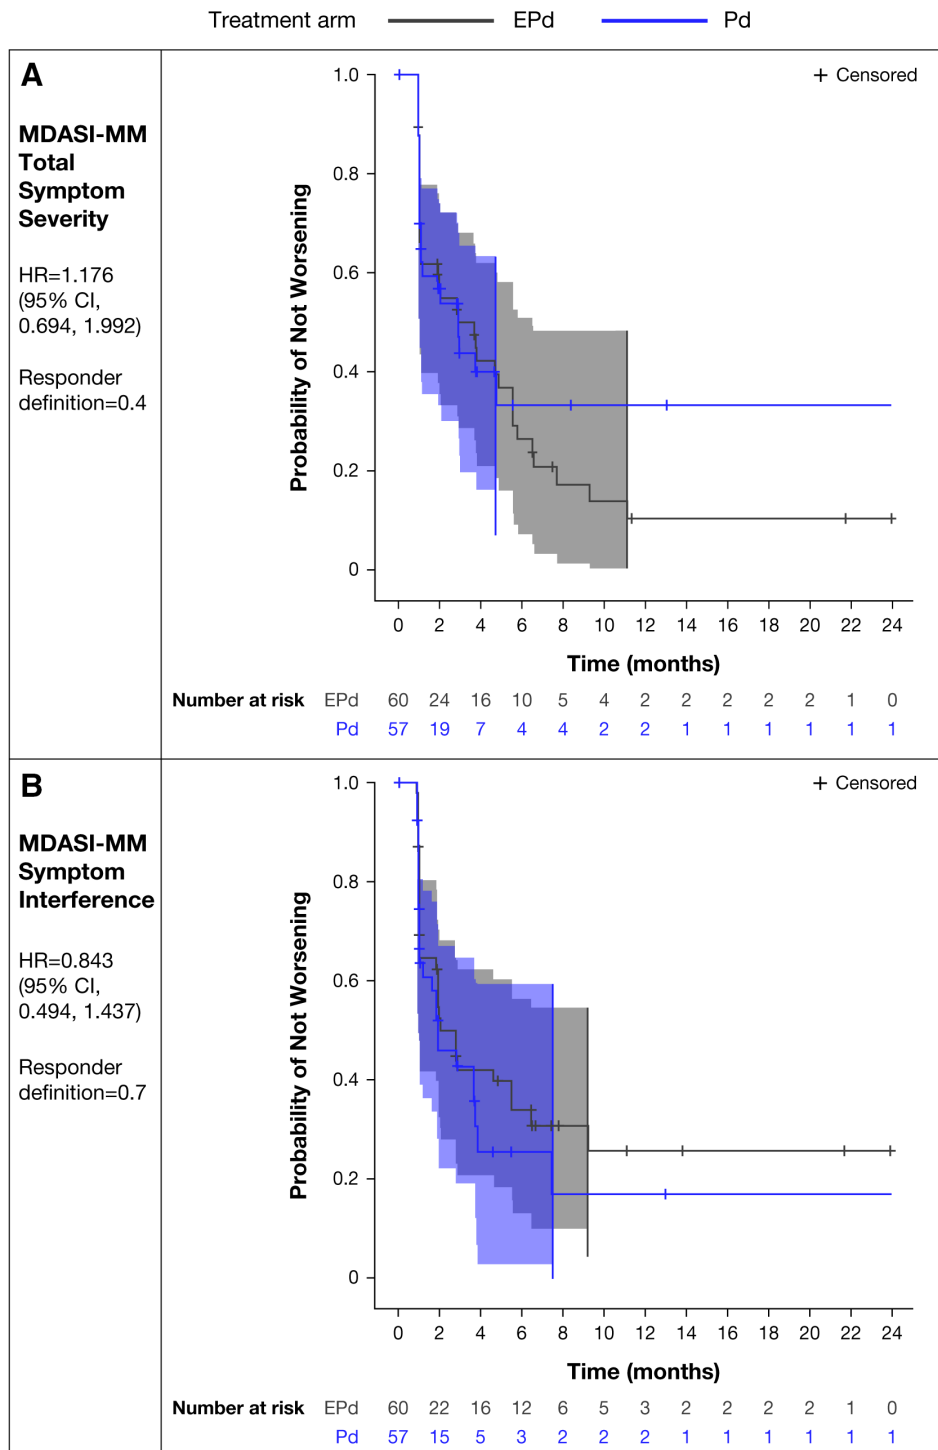 Treatment arm EPd Pd
A
MDASI-MM
Total
Symptom
Severity
HR=1.176
(95% CI,
0.694, 1.992)
Responder
definition=0.4
+ Censored
Probability of Not Worsening
1.0
0.8
0.6
0.4
0.2
0
0 2 4 6 8 10 12 14 16 18 20 22 24
Time (months)
Number at risk EPd 60 24 16 10 5 4 2 2 2 2 2 1 0
Pd 57 19 7 4 4 2 2 1 1 1 1 1 1
B
MDASI-MM
Symptom
Interference
HR=0.843
(95% CI,
0.494, 1.437)
Responder
definition=0.7
+ Censored
Probability of Not Worsening
1.0
0.8
0.6
0.4
0.2
0
0 2 4 6 8 10 12 14 16 18 20 22 24
Time (months)
Number at risk EPd 60 22 16 12 6 5 3 2 2 2 2 1 0
Pd 57 15 5 3 2 2 2 1 1 1 1 1 1